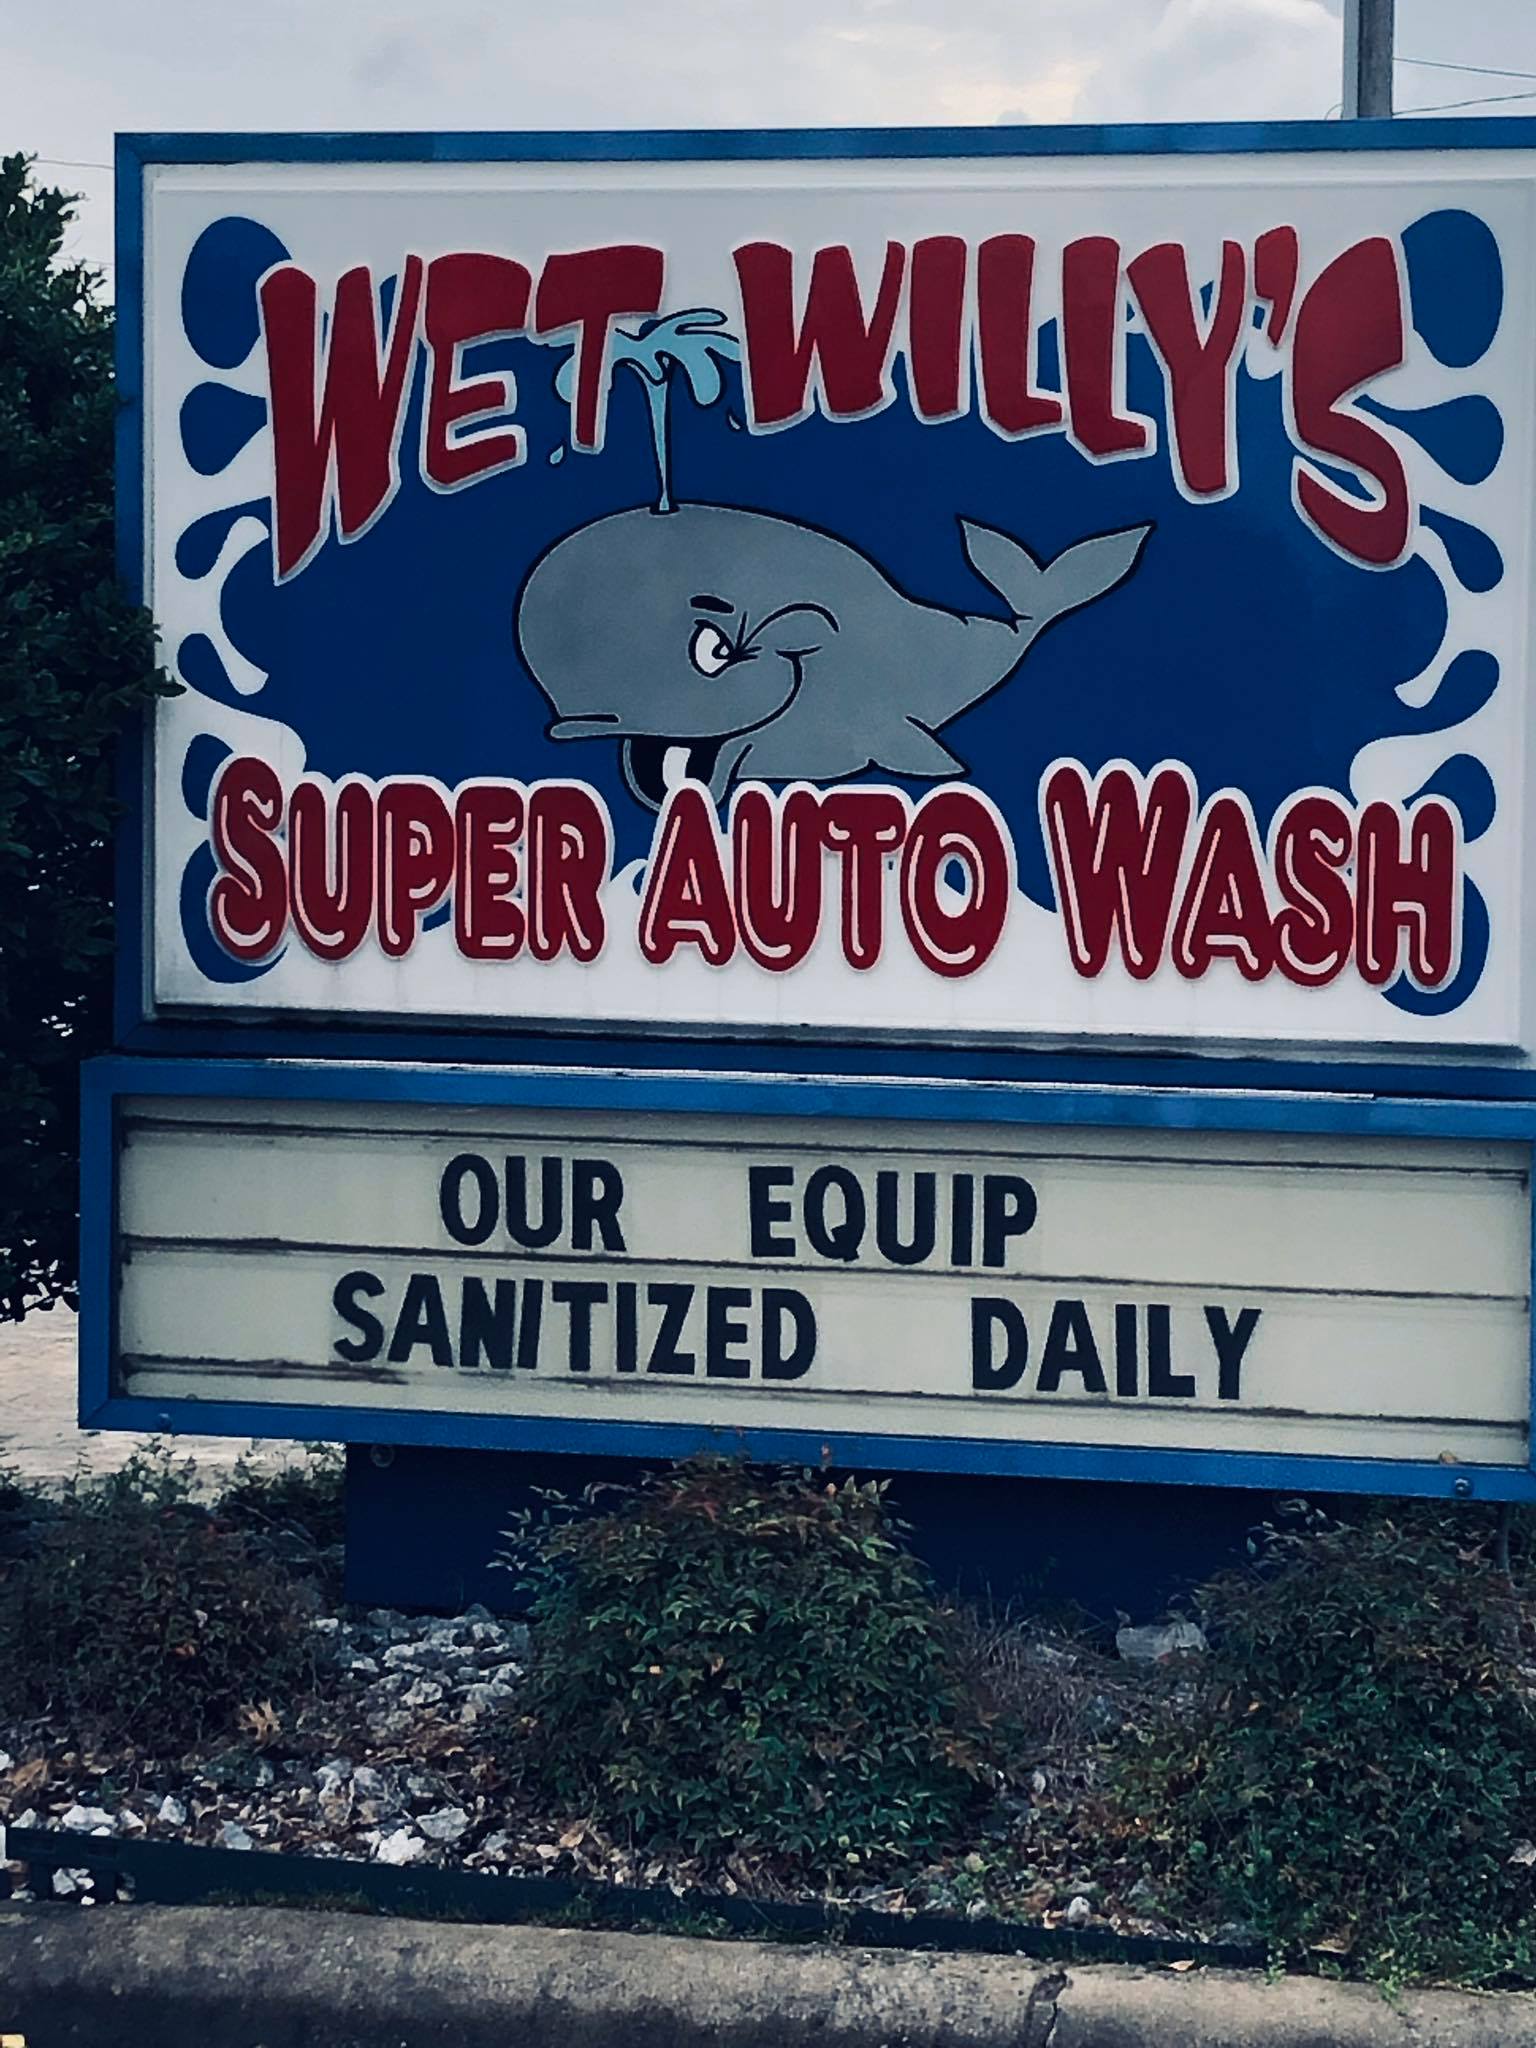 WET WILLY'S
SUPER AUTO WASH
OUR EQUIP
SANITIZED DAILY